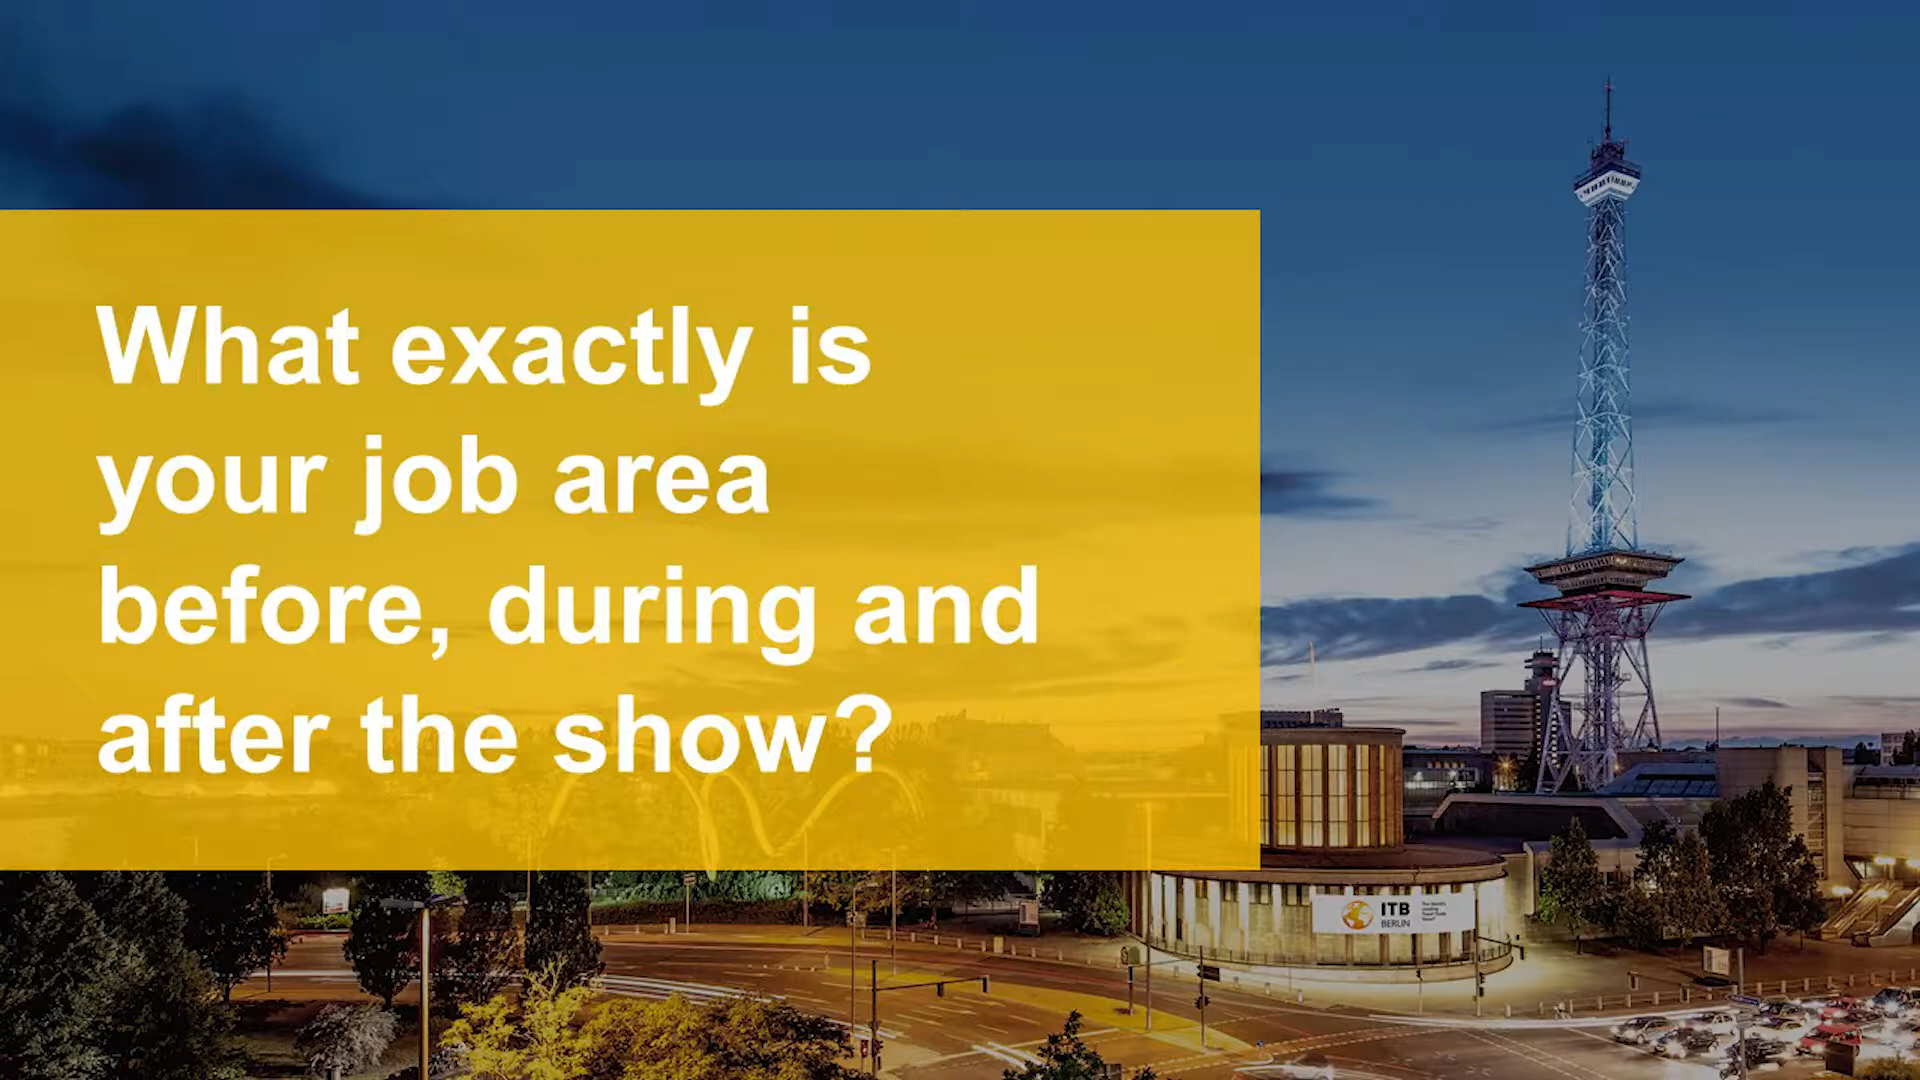 What exactly is
your job area
before, during and
after the show?
ITB
BERLIN